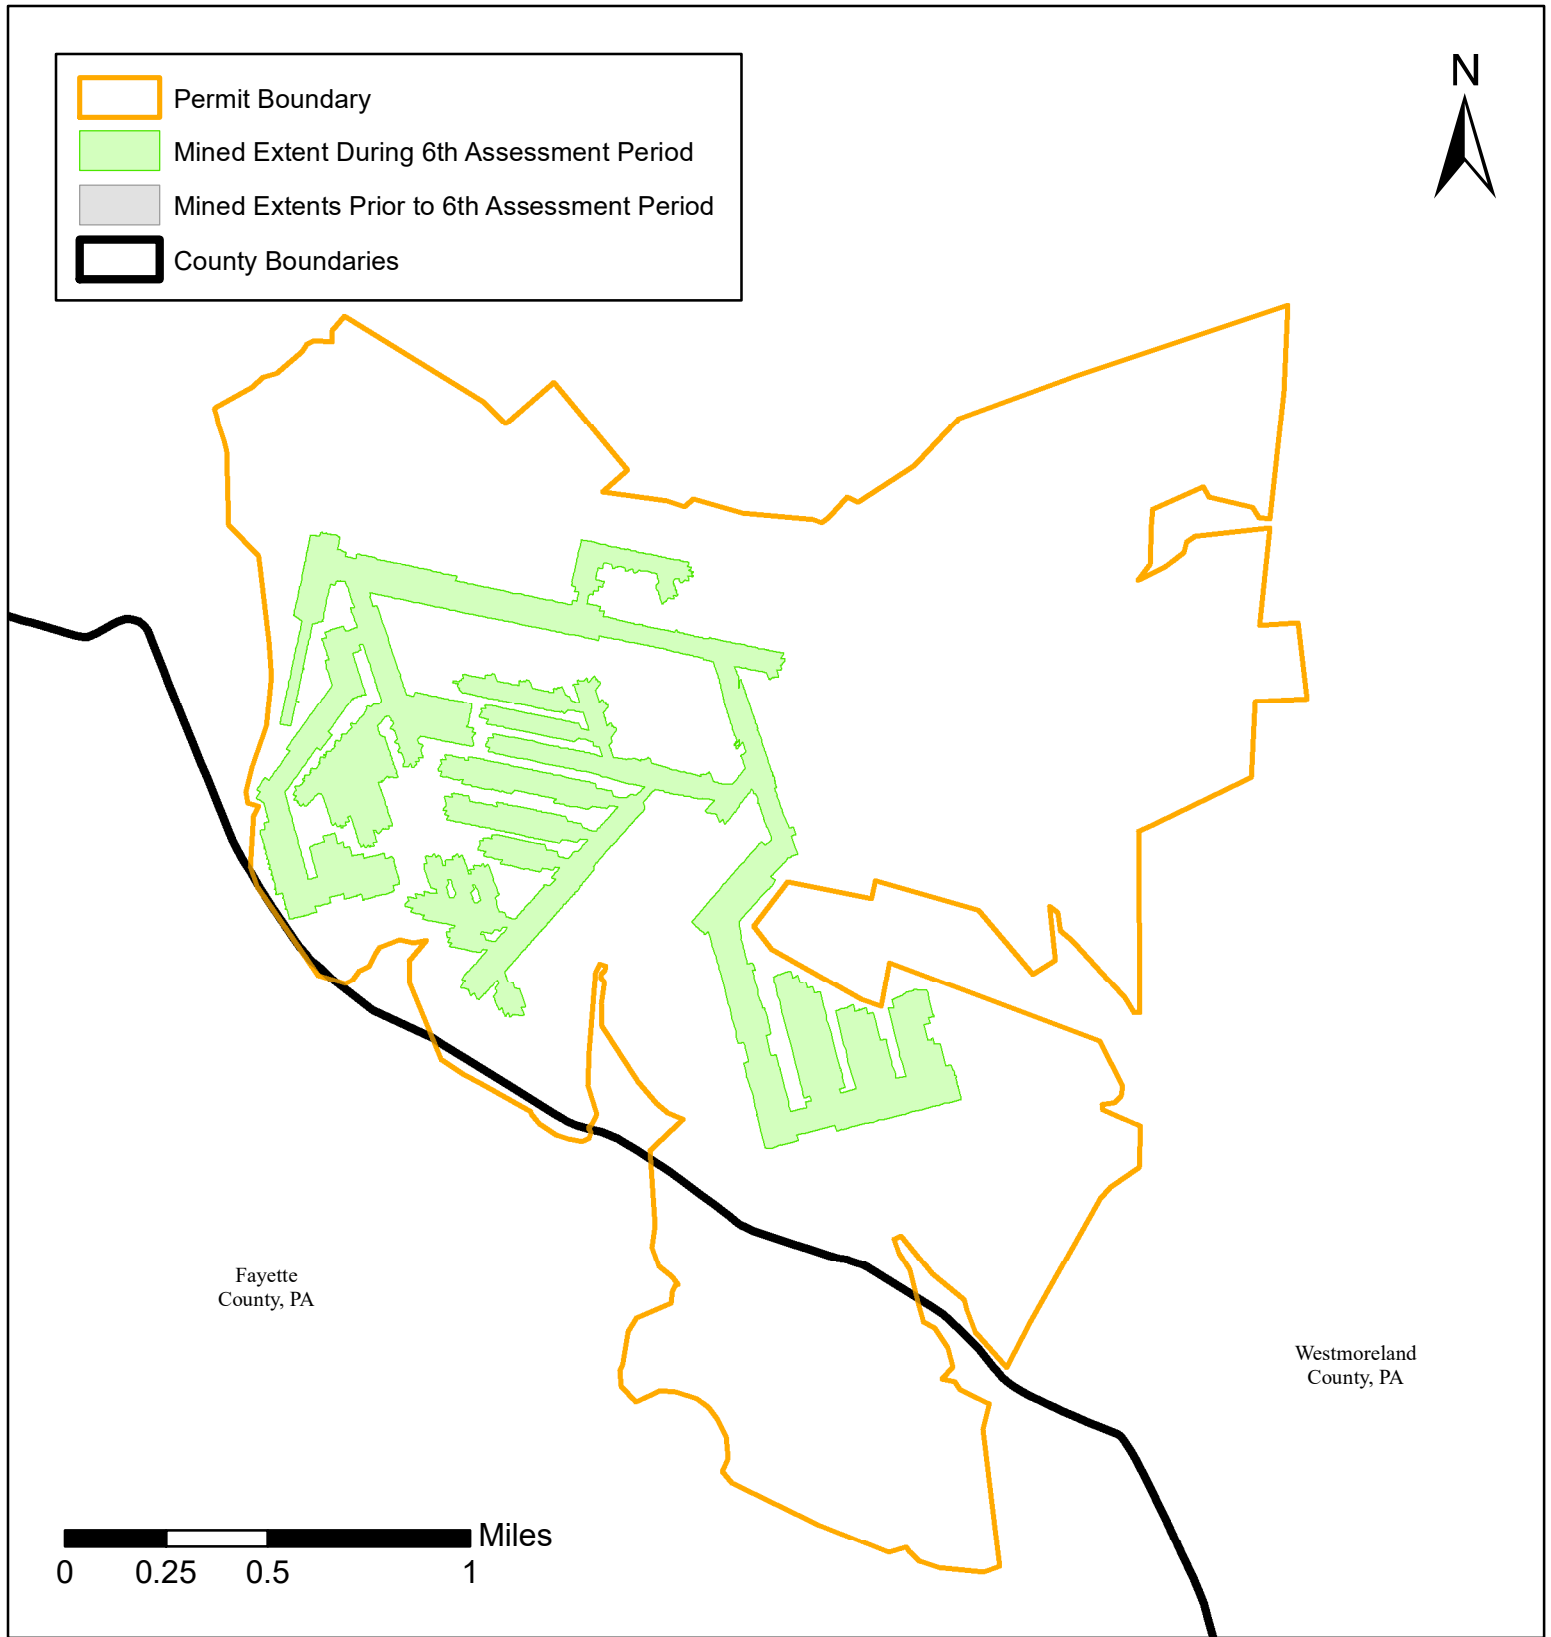 N
Permit Boundary
Mined Extent During 6th Assessment Period
Mined Extents Prior to 6th Assessment Period
County Boundaries
Fayette
County, PA
Westmoreland
County, PA
Miles
0 0.25 0.5 1